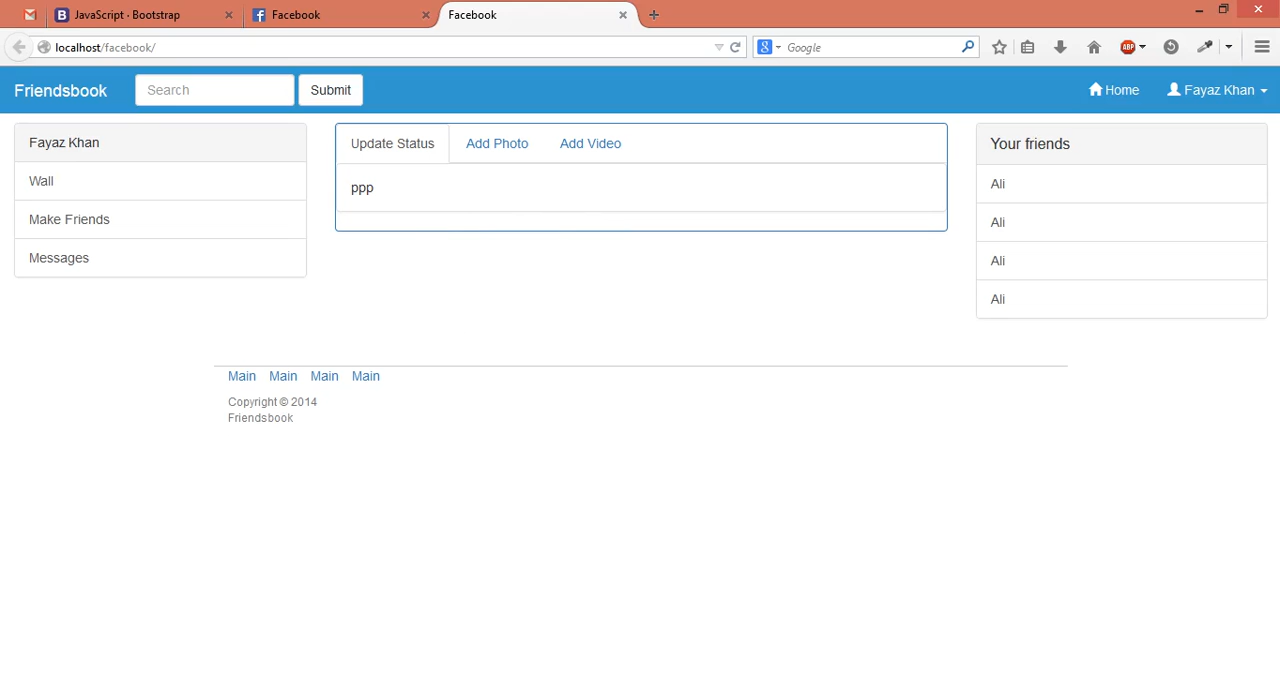 JavaScript · Bootstrap
Facebook
Facebook
localhost/facebook/
Google
ABP
Friendsbook
Search
Submit
Home
Fayaz Khan
Fayaz Khan
Wall
Make Friends
Messages
Update Status
Add Photo
Add Video
ppp
Your friends
Ali
Ali
Ali
Ali
Main Main Main Main
Copyright © 2014
Friendsbook